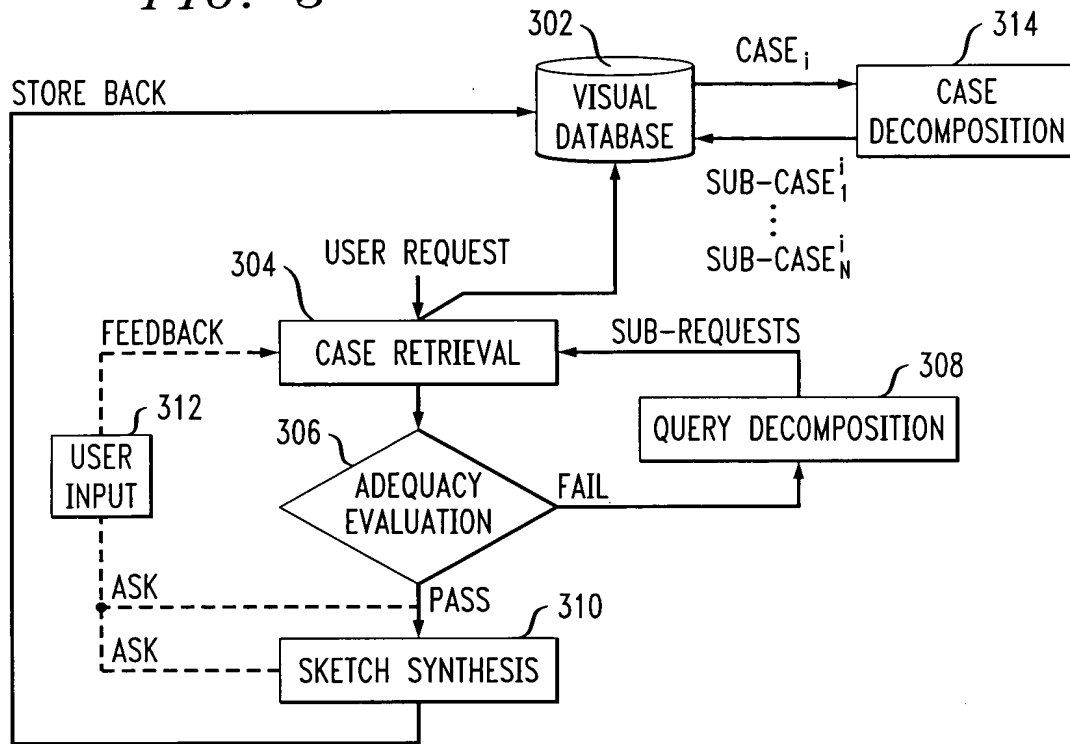 302
CASE i
314
STORE BACK
VISUAL
DATABASE
CASE
DECOMPOSITION
SUB-CASE i 1
⋮
SUB-CASE i N
USER REQUEST
304
FEEDBACK
CASE RETRIEVAL
SUB-REQUESTS
308
312
QUERY DECOMPOSITION
306
USER
INPUT
ADEQUACY
EVALUATION
FAIL
ASK
PASS
310
ASK
SKETCH SYNTHESIS